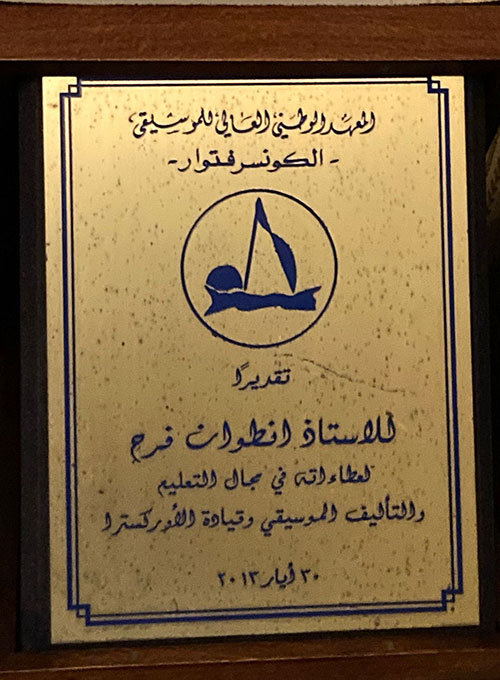 المعهد الوطني العالي للموسيقى
- الكونسرفتوار -
تقديرًا
للاستاذ انطوان فرح
لعطاءاته في مجال التعليم
والتأليف الموسيقي وقيادة الأوركسترا
٣٠ أيار ٢٠١٣